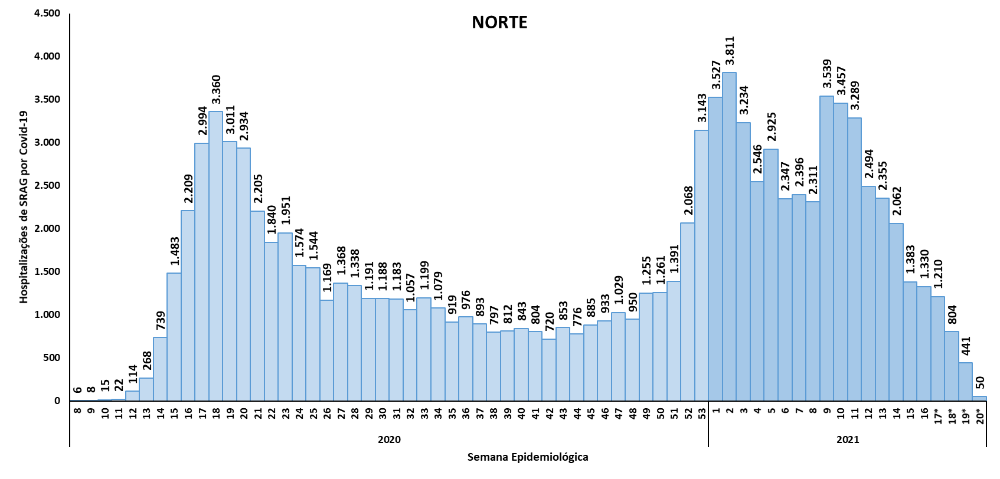 NORTE
Hospitalizações de SRAG por Covid-19
4.500
4.000
3.500
3.000
2.500
2.000
1.500
1.000
500
0
6 8 15 22 114 268 739 1.483 2.209 2.994 3.360 3.011 2.934 2.205 1.840 1.951 1.574 1.544 1.169 1.368 1.338 1.191 1.188 1.183 1.057 1.199 1.079 919 976 893 797 812 843 804 720 853 776 885 933 1.029 950 1.255 1.261 1.391 2.068 3.143 3.527 3.811 3.234 2.546 2.925 2.347 2.396 2.311 3.539 3.457 3.289 2.494 2.355 2.062 1.383 1.330 1.210 804 441 50
8 9 10 11 12 13 14 15 16 17 18 19 20 21 22 23 24 25 26 27 28 29 30 31 32 33 34 35 36 37 38 39 40 41 42 43 44 45 46 47 48 49 50 51 52 53 1 2 3 4 5 6 7 8 9 10 11 12 13 14 15 16 17* 18* 19* 20*
2020 2021
Semana Epidemiológica